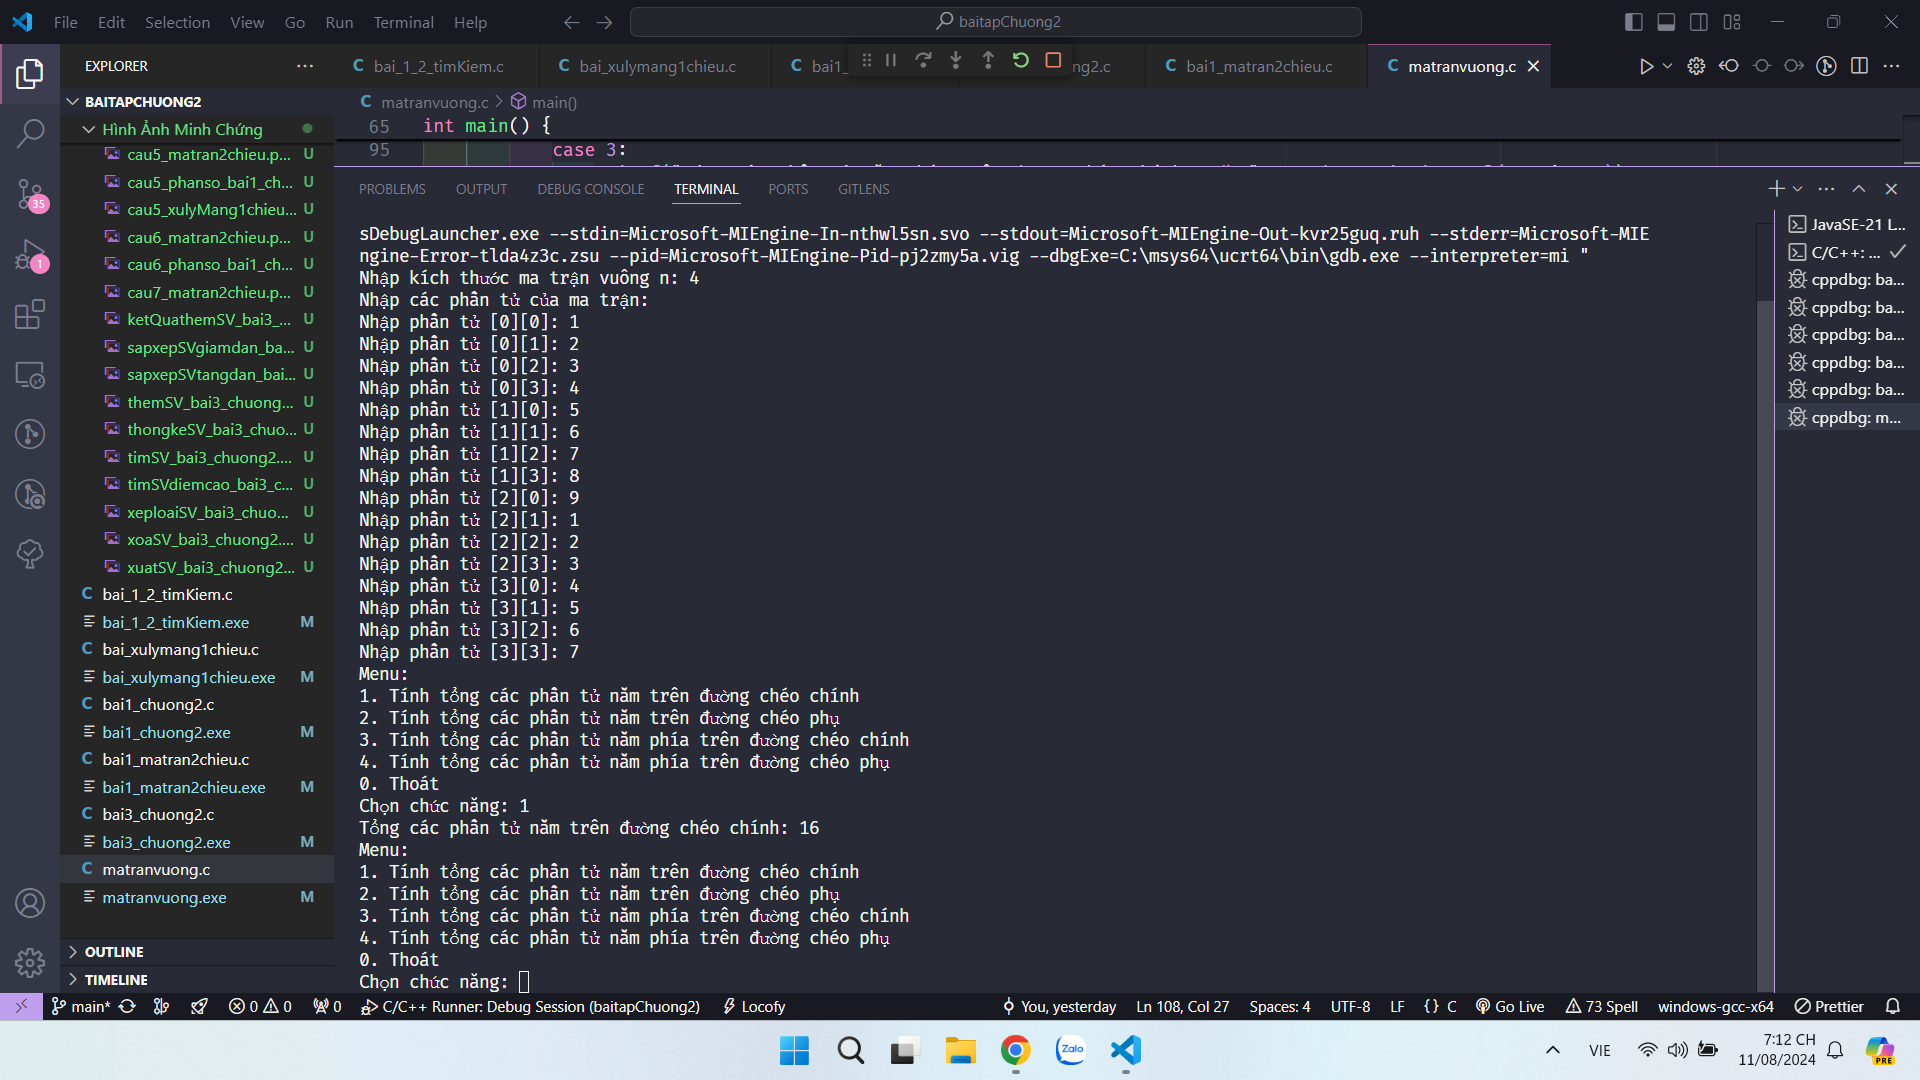 File Edit Selection View Go Run Terminal Help
baitapChuong2
EXPLORER
BAITAPCHUONG2
Hình Ảnh Minh Chứng
cau5_matran2chieu.p... U
cau5_phanso_bai1_ch... U
cau5_xulyMang1chieu... U
cau6_matran2chieu.p... U
cau6_phanso_bai1_ch... U
cau7_matran2chieu.p... U
ketQuathemSV_bai3_... U
sapxepSVgiamdan_ba... U
sapxepSVtangdan_bai... U
themSV_bai3_chuong... U
thongkeSV_bai3_chuo... U
timSV_bai3_chuong2.... U
timSVdiemcao_bai3_c... U
xeploaiSV_bai3_chuo... U
xoaSV_bai3_chuong2.... U
xuatSV_bai3_chuong2... U
C bai_1_2_timKiem.c
bai_1_2_timKiem.exe M
C bai_xulymang1chieu.c
bai_xulymang1chieu.exe M
C bai1_chuong2.c
bai1_chuong2.exe M
C bai1_matran2chieu.c
bai1_matran2chieu.exe M
C bai3_chuong2.c
bai3_chuong2.exe M
C matranvuong.c
matranvuong.exe M
OUTLINE
TIMELINE
35
1
C bai_1_2_timKiem.c C bai_xulymang1chieu.c C bai1_ ng2.c C bai1_matran2chieu.c C matranvuong.c
C matranvuong.c > main()
65 int main() {
95 case 3:
PROBLEMS OUTPUT DEBUG CONSOLE TERMINAL PORTS GITLENS
sDebugLauncher.exe --stdin=Microsoft-MIEngine-In-nthwl5sn.svo --stdout=Microsoft-MIEngine-Out-kvr25guq.ruh --stderr=Microsoft-MIE
ngine-Error-tlda4z3c.zsu --pid=Microsoft-MIEngine-Pid-pj2zmy5a.vig --dbgExe=C:\msys64\ucrt64\bin\gdb.exe --interpreter=mi "
Nhập kích thước ma trận vuông n: 4
Nhập các phần tử của ma trận:
Nhập phần tử [0][0]: 1
Nhập phần tử [0][1]: 2
Nhập phần tử [0][2]: 3
Nhập phần tử [0][3]: 4
Nhập phần tử [1][0]: 5
Nhập phần tử [1][1]: 6
Nhập phần tử [1][2]: 7
Nhập phần tử [1][3]: 8
Nhập phần tử [2][0]: 9
Nhập phần tử [2][1]: 1
Nhập phần tử [2][2]: 2
Nhập phần tử [2][3]: 3
Nhập phần tử [3][0]: 4
Nhập phần tử [3][1]: 5
Nhập phần tử [3][2]: 6
Nhập phần tử [3][3]: 7
Menu:
1. Tính tổng các phần tử nằm trên đường chéo chính
2. Tính tổng các phần tử nằm trên đường chéo phụ
3. Tính tổng các phần tử nằm phía trên đường chéo chính
4. Tính tổng các phần tử nằm phía trên đường chéo phụ
0. Thoát
Chọn chức năng: 1
Tổng các phần tử nằm trên đường chéo chính: 16
Menu:
1. Tính tổng các phần tử nằm trên đường chéo chính
2. Tính tổng các phần tử nằm trên đường chéo phụ
3. Tính tổng các phần tử nằm phía trên đường chéo chính
4. Tính tổng các phần tử nằm phía trên đường chéo phụ
0. Thoát
Chọn chức năng:
JavaSE-21 L...
C/C++: ...
cppdbg: ba...
cppdbg: ba...
cppdbg: ba...
cppdbg: ba...
cppdbg: ba...
cppdbg: m...
main* 0 0 0 C/C++ Runner: Debug Session (baitapChuong2) Locofy You, yesterday Ln 108, Col 27 Spaces: 4 UTF-8 LF {} C Go Live 73 Spell windows-gcc-x64 Prettier
Zalo
VIE
7:12 CH
11/08/2024
PRE